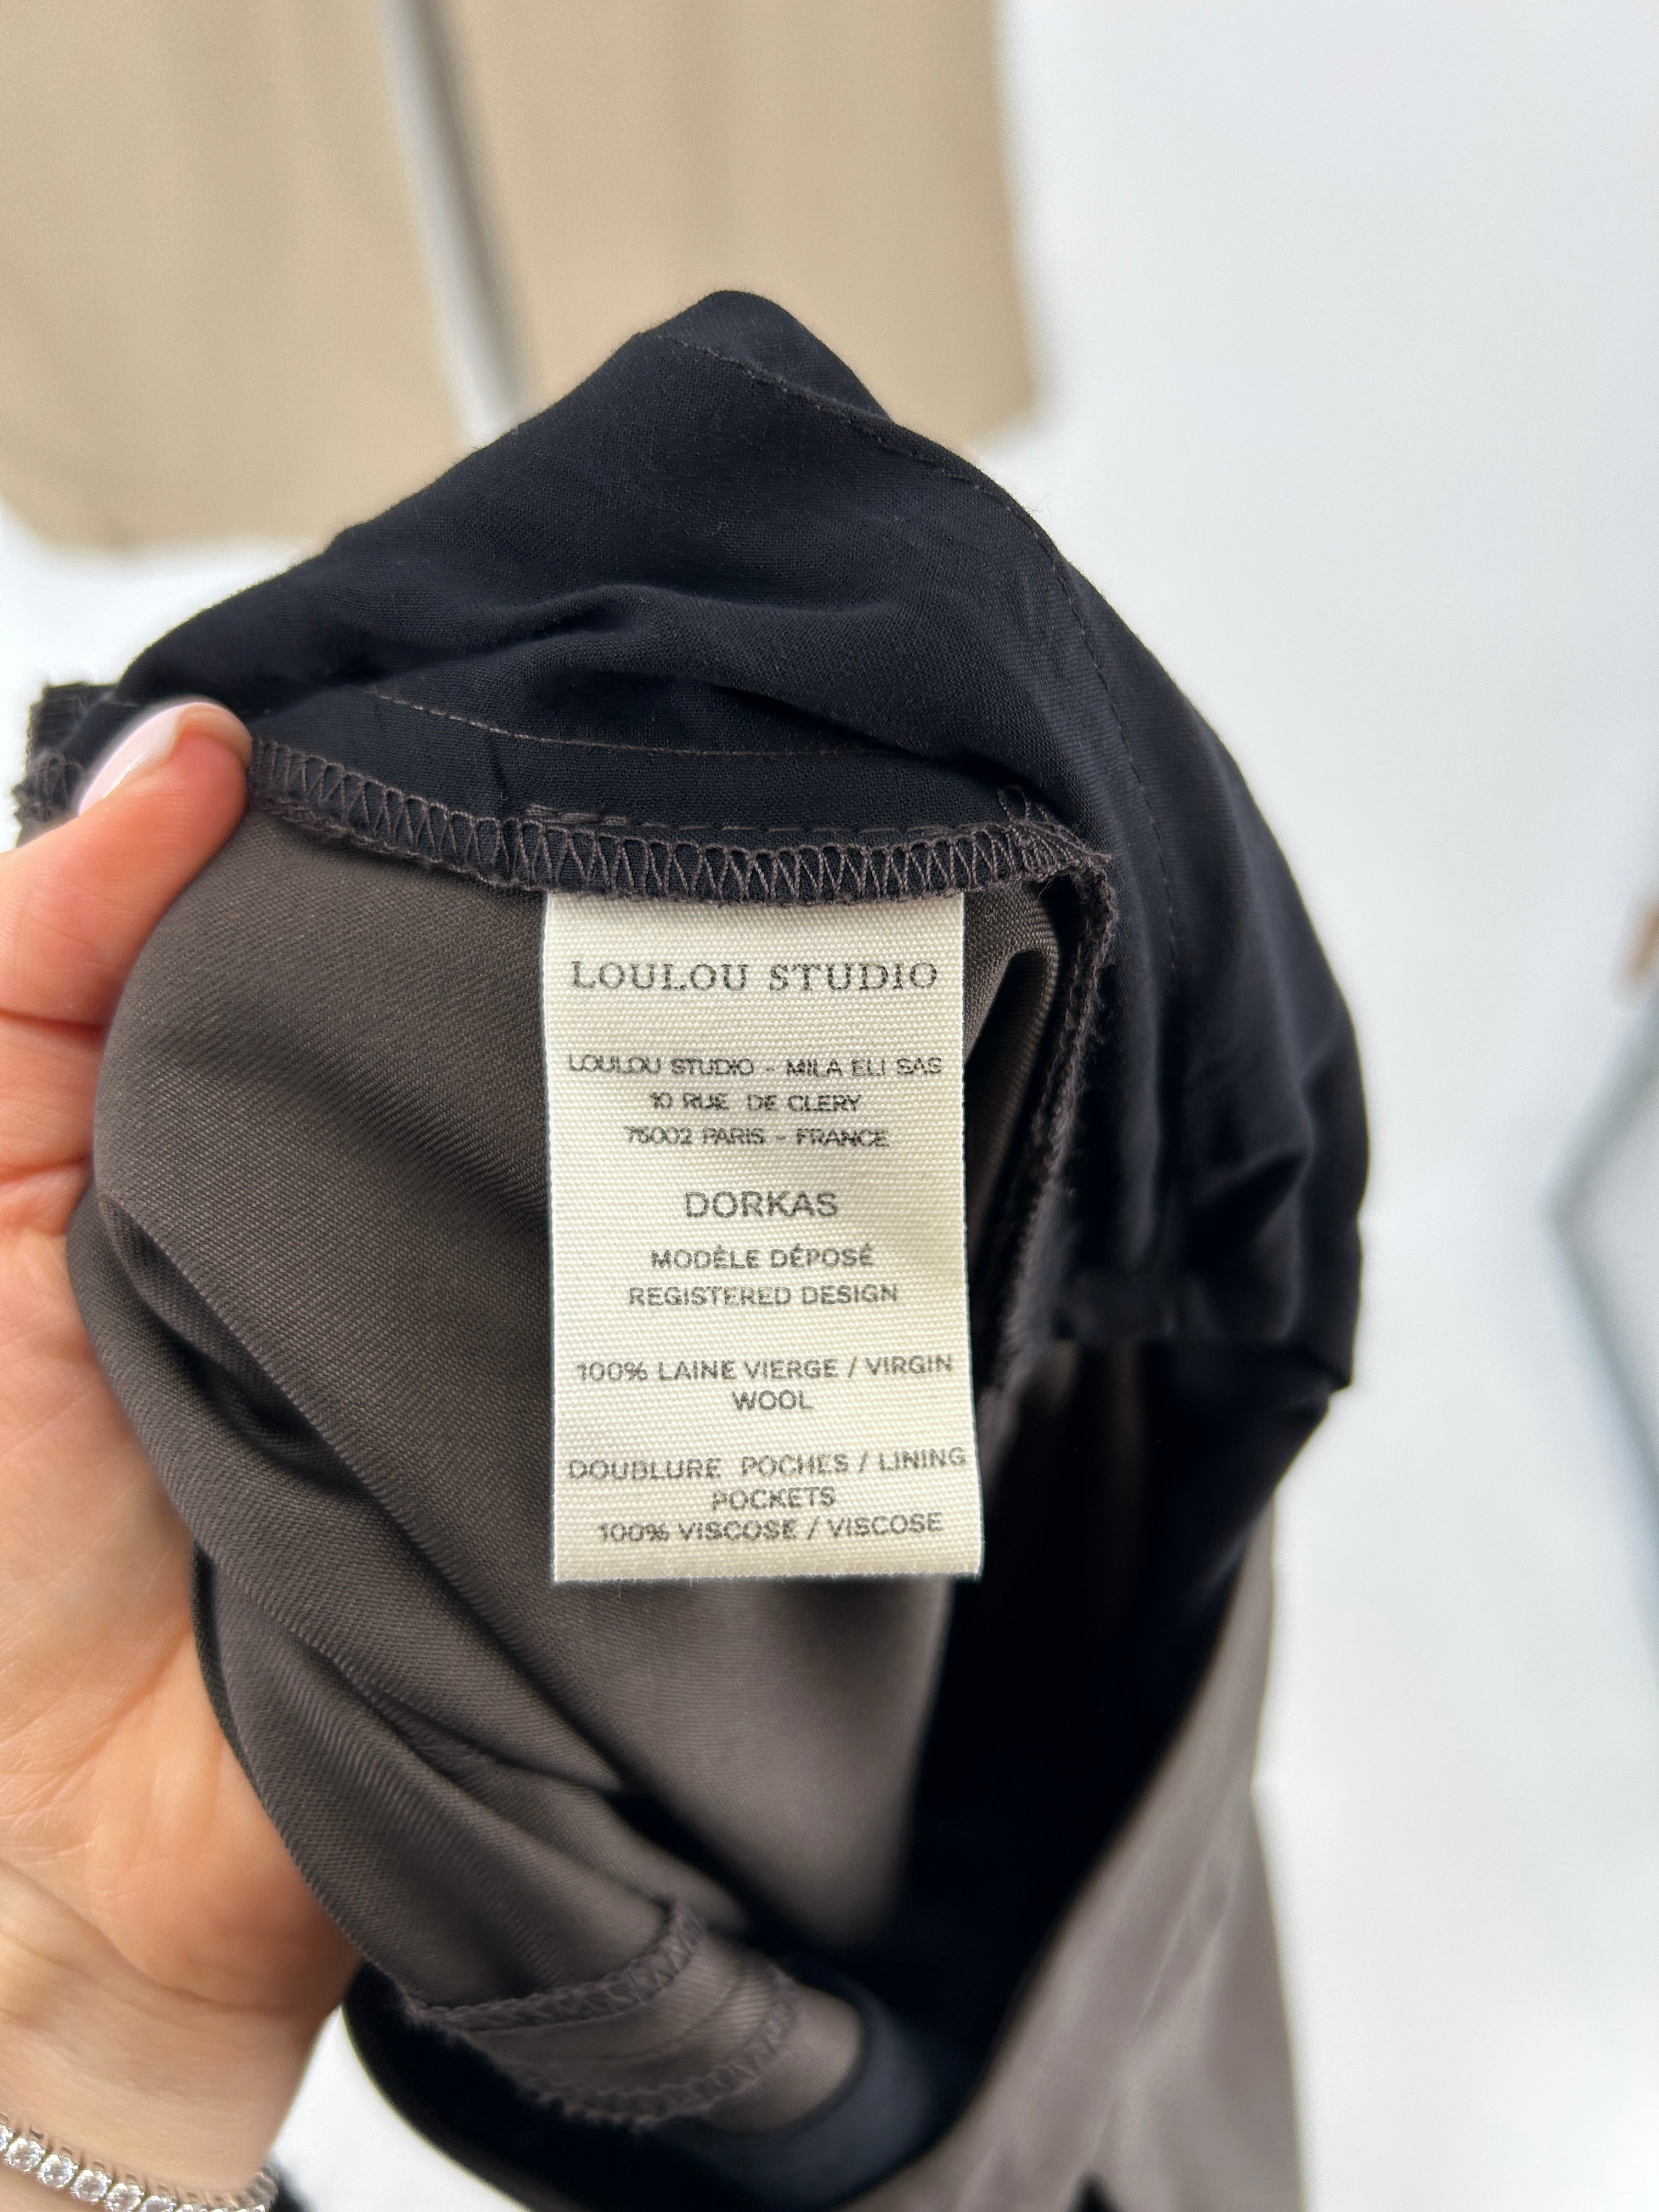 LOULOU STUDIO
LOULOU STUDIO - MILA ELI SAS
10 RUE DE CLERY
75002 PARIS - FRANCE
DORKAS
MODÈLE DÉPOSÉ
REGISTERED DESIGN
100% LAINE VIERGE / VIRGIN
WOOL
DOUBLURE POCHES / LINING
POCKETS
100% VISCOSE / VISCOSE